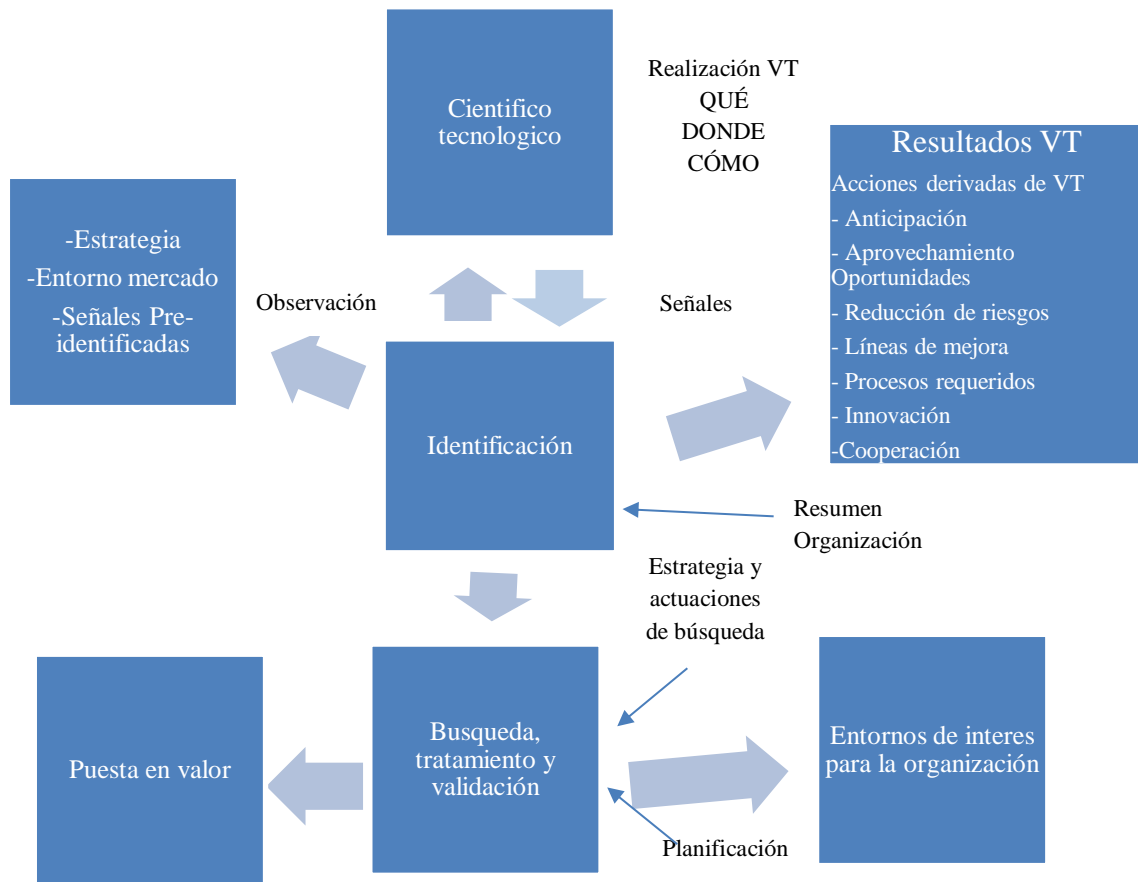 Cientifico
tecnologico
Realización VT
QUÉ
DONDE
CÓMO
Resultados VT
Acciones derivadas de VT
- Anticipación
- Aprovechamiento
Oportunidades
- Reducción de riesgos
- Líneas de mejora
- Procesos requeridos
- Innovación
-Cooperación
-Estrategia
-Entorno mercado
-Señales Pre-
identificadas
Observación
Señales
Identificación
Resumen
Organización
Estrategia y
actuaciones
de búsqueda
Puesta en valor
Busqueda,
tratamiento y
validación
Entornos de interes
para la organización
Planificación